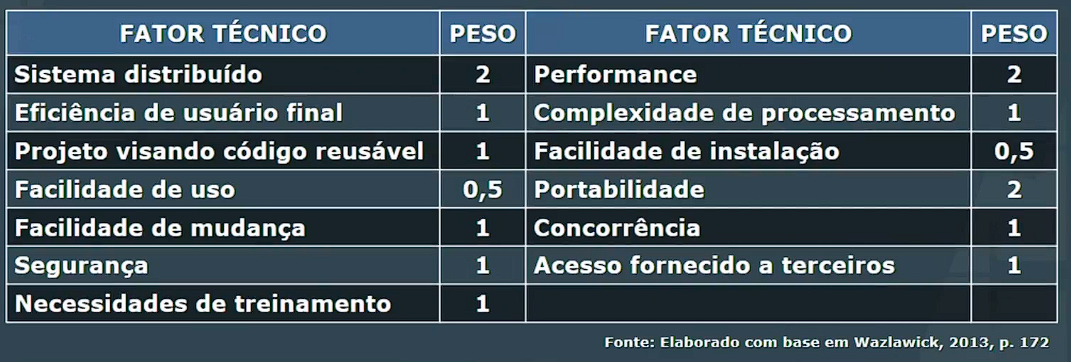 FATOR TÉCNICO PESO FATOR TÉCNICO PESO
Sistema distribuído 2 Performance 2
Eficiência de usuário final 1 Complexidade de processamento 1
Projeto visando código reusável 1 Facilidade de instalação 0,5
Facilidade de uso 0,5 Portabilidade 2
Facilidade de mudança 1 Concorrência 1
Segurança 1 Acesso fornecido a terceiros 1
Necessidades de treinamento 1
Fonte: Elaborado com base em Wazlawick, 2013, p. 172